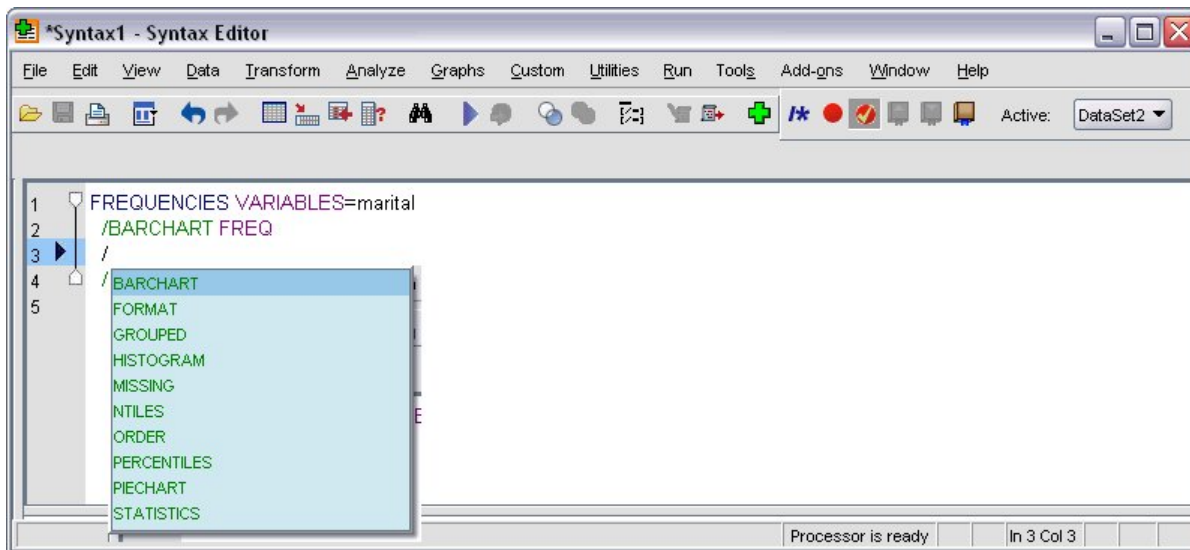 *Syntax1 - Syntax Editor
File Edit View Data Transform Analyze Graphs Custom Utilities Run Tools Add-ons Window Help
Active: DataSet2
1 FREQUENCIES VARIABLES=marital
2 /BARCHART FREQ
3 /
4 /
5
BARCHART
FORMAT
GROUPED
HISTOGRAM
MISSING
NTILES
ORDER
PERCENTILES
PIECHART
STATISTICS
Processor is ready In 3 Col 3